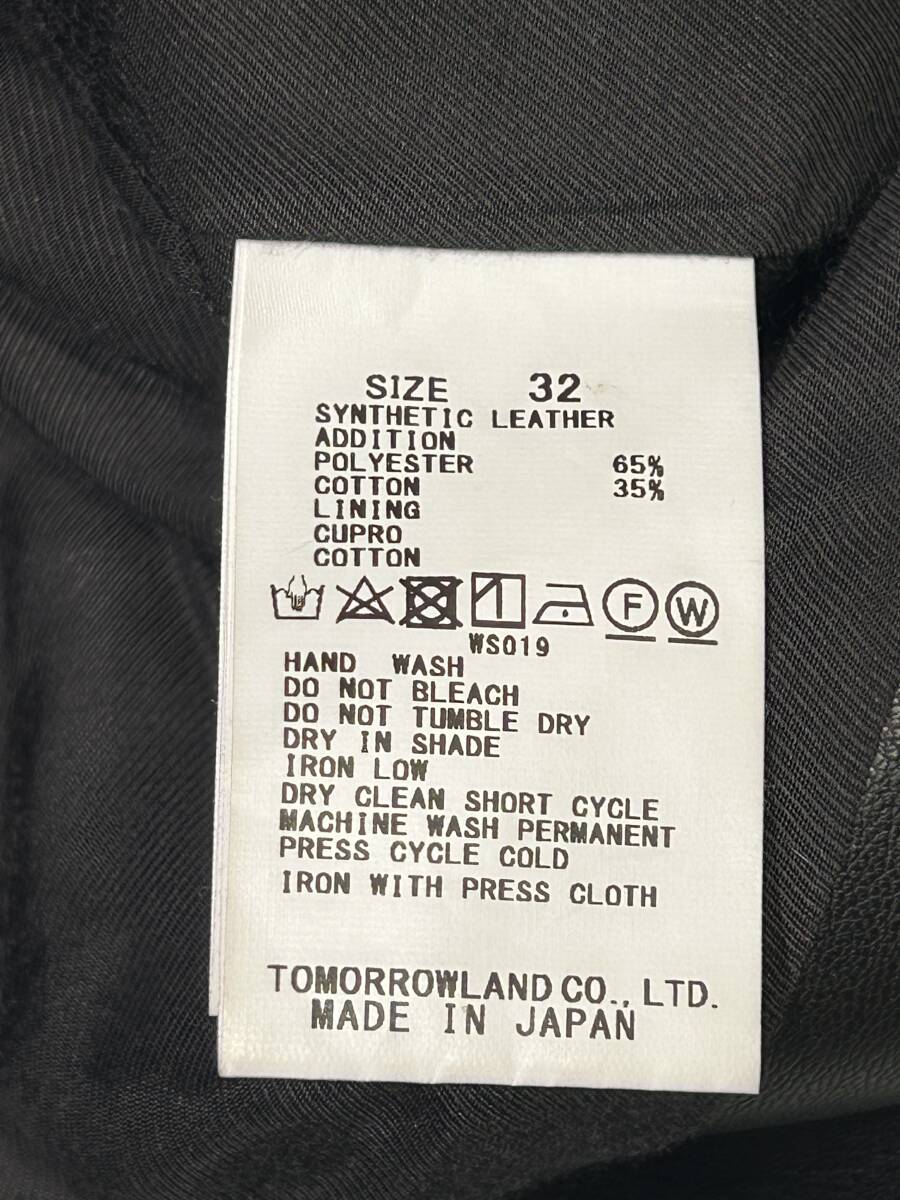 SIZE 32
SYNTHETIC LEATHER
ADDITION
POLYESTER 65%
COTTON 35%
LINING
CUPRO
COTTON
F W
WS019
HAND WASH
DO NOT BLEACH
DO NOT TUMBLE DRY
DRY IN SHADE
IRON LOW
DRY CLEAN SHORT CYCLE
MACHINE WASH PERMANENT
PRESS CYCLE COLD
IRON WITH PRESS CLOTH
TOMORROWLAND CO., LTD.
MADE IN JAPAN